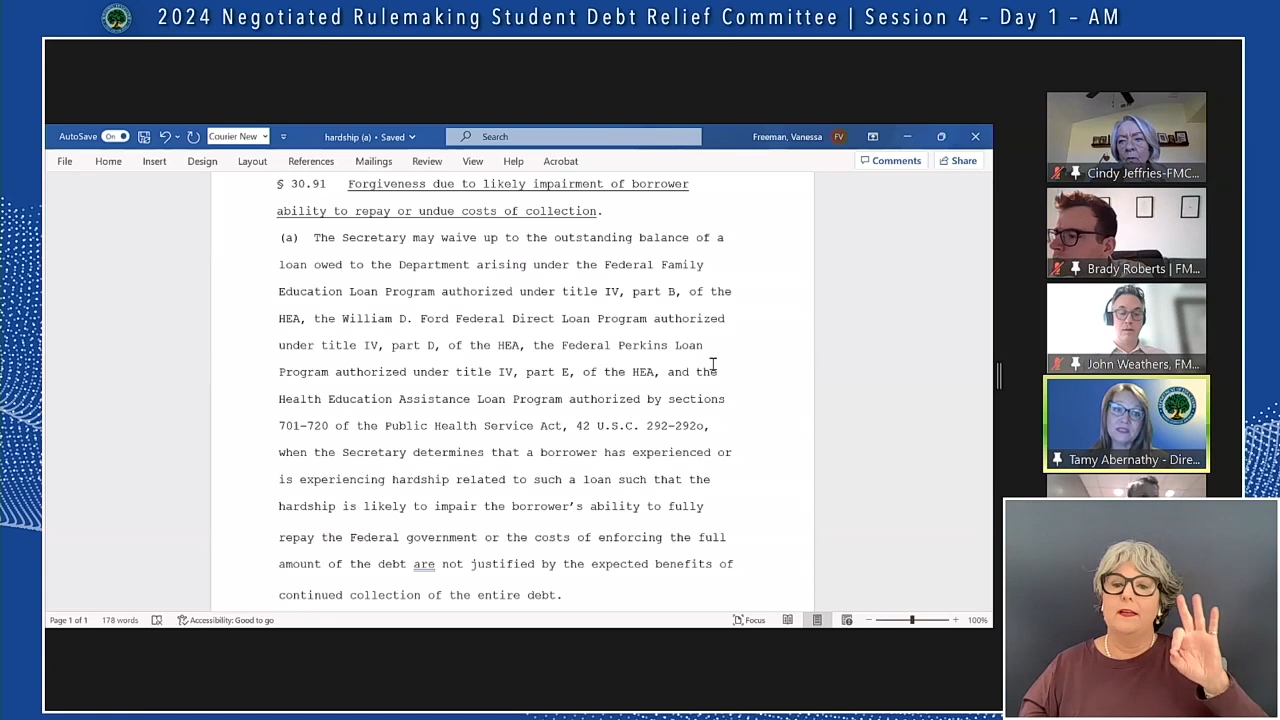 2024 Negotiated Rulemaking Student Debt Relief Committee | Session 4 – Day 1 – AM
AutoSave On Courier New hardship (a) • Saved Search Freeman, Vanessa FV
File Home Insert Design Layout References Mailings Review View Help Acrobat Comments Share
§ 30.91 Forgiveness due to likely impairment of borrower
ability to repay or undue costs of collection.
(a) The Secretary may waive up to the outstanding balance of a
loan owed to the Department arising under the Federal Family
Education Loan Program authorized under title IV, part B, of the
HEA, the William D. Ford Federal Direct Loan Program authorized
under title IV, part D, of the HEA, the Federal Perkins Loan
Program authorized under title IV, part E, of the HEA, and the
Health Education Assistance Loan Program authorized by sections
701-720 of the Public Health Service Act, 42 U.S.C. 292-292o,
when the Secretary determines that a borrower has experienced or
is experiencing hardship related to such a loan such that the
hardship is likely to impair the borrower's ability to fully
repay the Federal government or the costs of enforcing the full
amount of the debt are not justified by the expected benefits of
continued collection of the entire debt.
Page 1 of 1 178 words Accessibility: Good to go Focus 100%
Cindy Jeffries-FMC...
Brady Roberts | FM...
John Weathers, FM...
Tamy Abernathy - Dire...